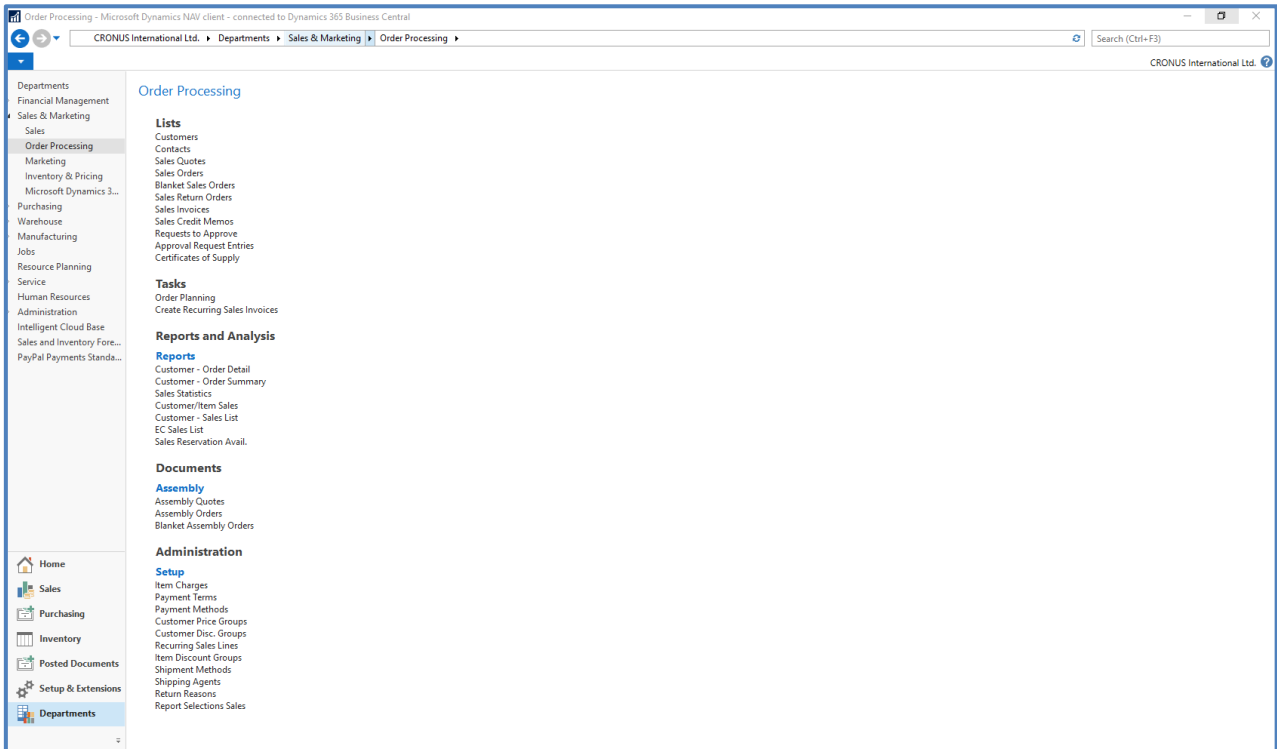 Order Processing - Microsoft Dynamics NAV client - connected to Dynamics 365 Business Central
CRONUS International Ltd. Departments Sales & Marketing Order Processing
Search (Ctrl+F3)
CRONUS International Ltd.
Departments
Financial Management
Sales & Marketing
Sales
Order Processing
Marketing
Inventory & Pricing
Microsoft Dynamics 3...
Purchasing
Warehouse
Manufacturing
Jobs
Resource Planning
Service
Human Resources
Administration
Intelligent Cloud Base
Sales and Inventory Fore...
PayPal Payments Standa...
Home
Sales
Purchasing
Inventory
Posted Documents
Setup & Extensions
Departments
Order Processing
Lists
Customers
Contacts
Sales Quotes
Sales Orders
Blanket Sales Orders
Sales Return Orders
Sales Invoices
Sales Credit Memos
Requests to Approve
Approval Request Entries
Certificates of Supply
Tasks
Order Planning
Create Recurring Sales Invoices
Reports and Analysis
Reports
Customer - Order Detail
Customer - Order Summary
Sales Statistics
Customer/Item Sales
Customer - Sales List
EC Sales List
Sales Reservation Avail.
Documents
Assembly
Assembly Quotes
Assembly Orders
Blanket Assembly Orders
Administration
Setup
Item Charges
Payment Terms
Payment Methods
Customer Price Groups
Customer Disc. Groups
Recurring Sales Lines
Item Discount Groups
Shipment Methods
Shipping Agents
Return Reasons
Report Selections Sales